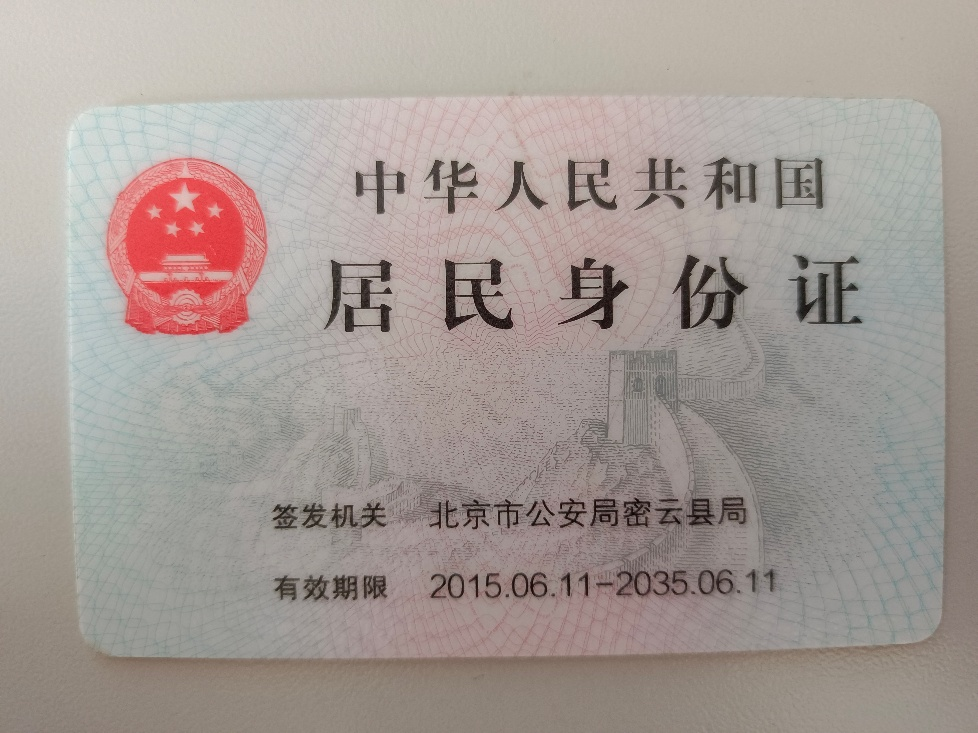 中华人民共和国
居民身份证
签发机关 北京市公安局密云县局
有效期限 2015.06.11-2035.06.11